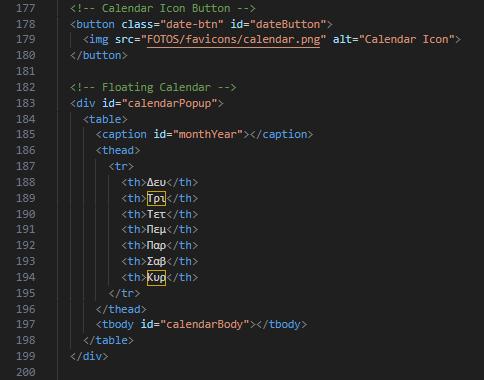 177 <!-- Calendar Icon Button -->
178 <button class="date-btn" id="dateButton">
179 <img src="FOTOS/favicons/calendar.png" alt="Calendar Icon">
180 </button>
181
182 <!-- Floating Calendar -->
183 <div id="calendarPopup">
184 <table>
185 <caption id="monthYear"></caption>
186 <thead>
187 <tr>
188 <th>Δευ</th>
189 <th>Τρι</th>
190 <th>Τετ</th>
191 <th>Πεμ</th>
192 <th>Παρ</th>
193 <th>Σαβ</th>
194 <th>Κυρ</th>
195 </tr>
196 </thead>
197 <tbody id="calendarBody"></tbody>
198 </table>
199 </div>
200